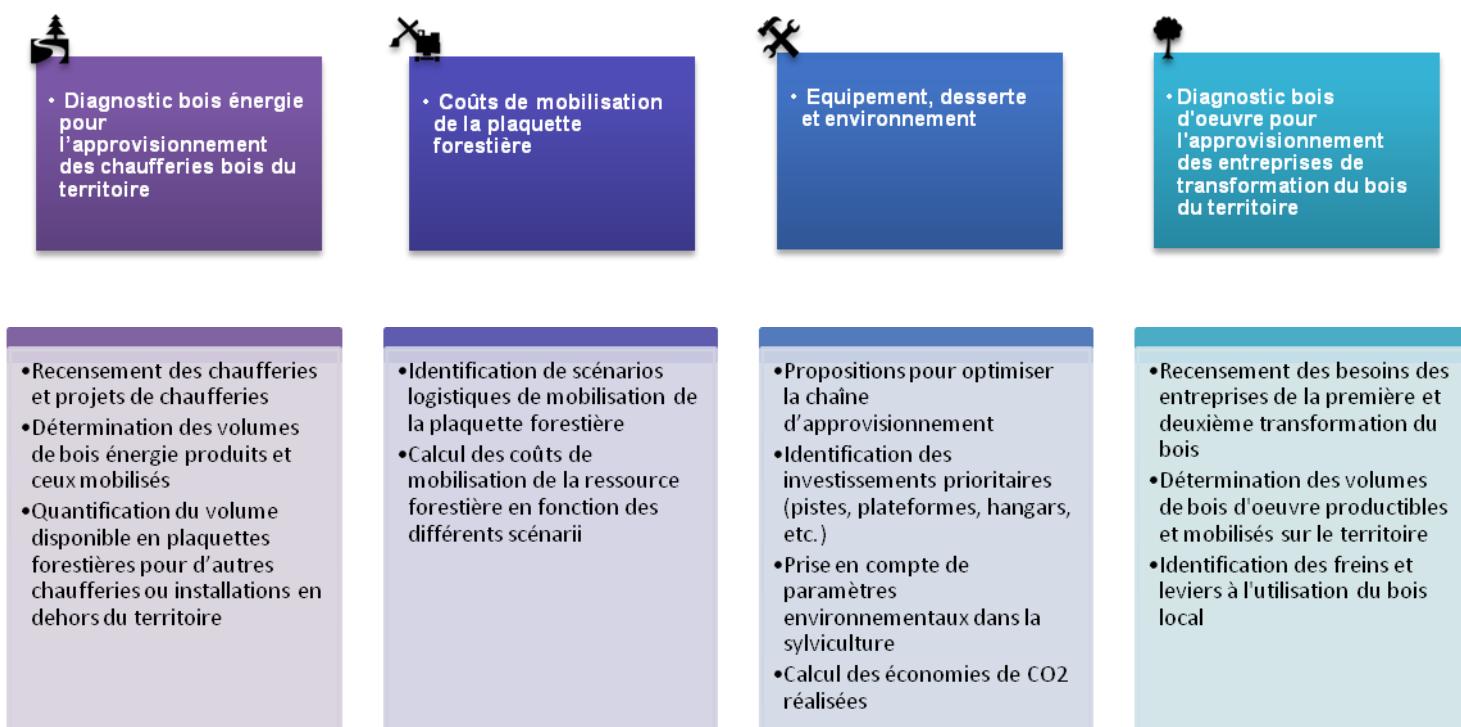 • Diagnostic bois énergie
pour
l’approvisionnement
des chaufferies bois du
territoire
• Coûts de mobilisation
de la plaquette
forestière
• Equipement, desserte
et environnement
• Diagnostic bois
d'oeuvre pour
l'approvisionnement
des entreprises de
transformation du bois
du territoire
•Recensement des chaufferies
et projets de chaufferies
•Détermination des volumes
de bois énergie produits et
ceux mobilisés
•Quantification du volume
disponible en plaquettes
forestières pour d’autres
chaufferies ou installations en
dehors du territoire
•Identification de scénarios
logistiques de mobilisation de
la plaquette forestière
•Calcul des coûts de
mobilisation de la ressource
forestière en fonction des
différents scénarii
•Propositions pour optimiser
la chaîne
d’approvisionnement
•Identification des
investissements prioritaires
(pistes, plateformes, hangars,
etc.)
•Prise en compte de
paramètres
environnementaux dans la
sylviculture
•Calcul des économies de CO2
réalisées
•Recensement des besoins des
entreprises de la première et
deuxième transformation du
bois
•Détermination des volumes
de bois d'oeuvre productibles
et mobilisés sur le territoire
•Identification des freins et
leviers à l'utilisation du bois
local